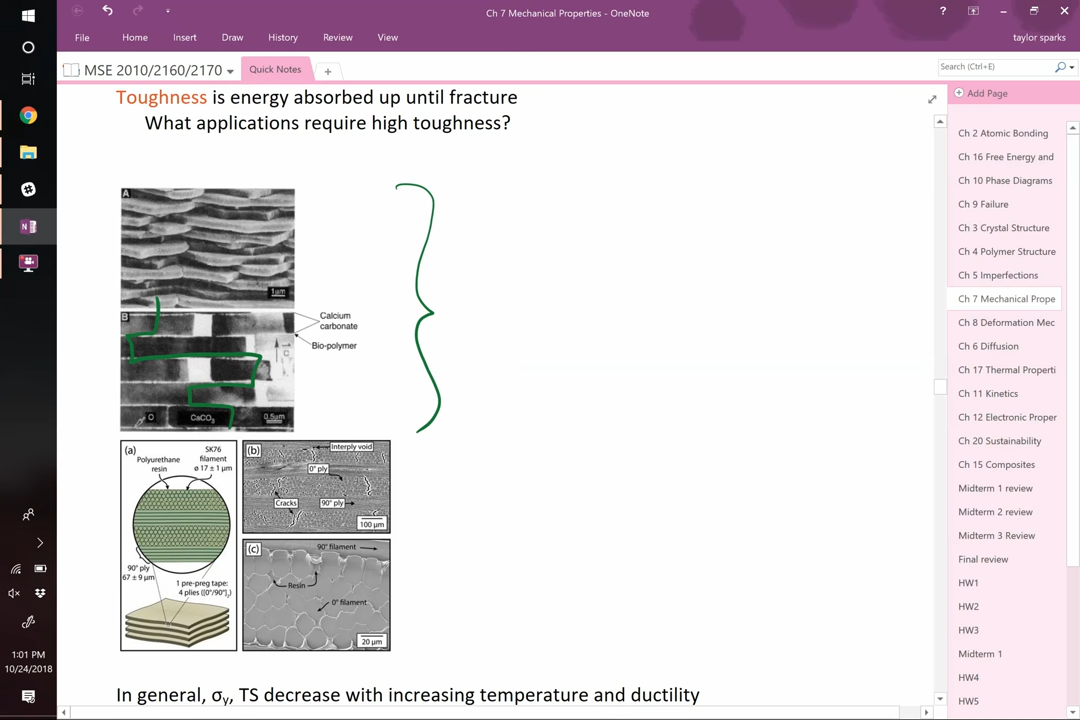 Ch 7 Mechanical Properties - OneNote
?
File
Home
Insert
Draw
History
Review
View
taylor sparks
MSE 2010/2160/2170
Quick Notes
+
Search (Ctrl+E)
Add Page
Toughness is energy absorbed up until fracture
What applications require high toughness?
A
1μm
B
Calcium
carbonate
Bio-polymer
C
O
CaCO3
0.5μm
(a)
SK76
filament
ø 17 ± 1 μm
Polyurethane
resin
90° ply
67 ± 9 μm
1 pre-preg tape:
4 plies ([0°/90°]2)
(b)
Interply void
0° ply
Cracks
90° ply
100 μm
(c)
90° filament
Resin
0° filament
20 μm
In general, σy, TS decrease with increasing temperature and ductility
Ch 2 Atomic Bonding
Ch 16 Free Energy and
Ch 10 Phase Diagrams
Ch 9 Failure
Ch 3 Crystal Structure
Ch 4 Polymer Structure
Ch 5 Imperfections
Ch 7 Mechanical Prope
Ch 8 Deformation Mec
Ch 6 Diffusion
Ch 17 Thermal Properti
Ch 11 Kinetics
Ch 12 Electronic Proper
Ch 20 Sustainability
Ch 15 Composites
Midterm 1 review
Midterm 2 review
Midterm 3 Review
Final review
HW1
HW2
HW3
Midterm 1
HW4
HW5
1:01 PM
10/24/2018